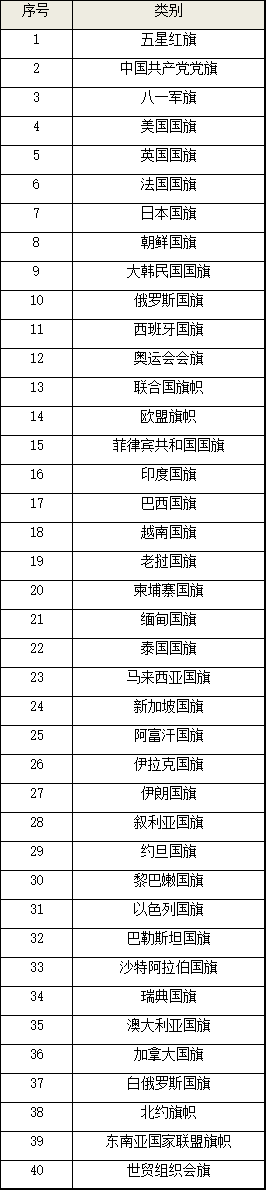 序号 类别
1 五星红旗
2 中国共产党党旗
3 八一军旗
4 美国国旗
5 英国国旗
6 法国国旗
7 日本国旗
8 朝鲜国旗
9 大韩民国国旗
10 俄罗斯国旗
11 西班牙国旗
12 奥运会会旗
13 联合国旗帜
14 欧盟旗帜
15 菲律宾共和国国旗
16 印度国旗
17 巴西国旗
18 越南国旗
19 老挝国旗
20 柬埔寨国旗
21 缅甸国旗
22 泰国国旗
23 马来西亚国旗
24 新加坡国旗
25 阿富汗国旗
26 伊拉克国旗
27 伊朗国旗
28 叙利亚国旗
29 约旦国旗
30 黎巴嫩国旗
31 以色列国旗
32 巴勒斯坦国旗
33 沙特阿拉伯国旗
34 瑞典国旗
35 澳大利亚国旗
36 加拿大国旗
37 白俄罗斯国旗
38 北约旗帜
39 东南亚国家联盟旗帜
40 世贸组织会旗